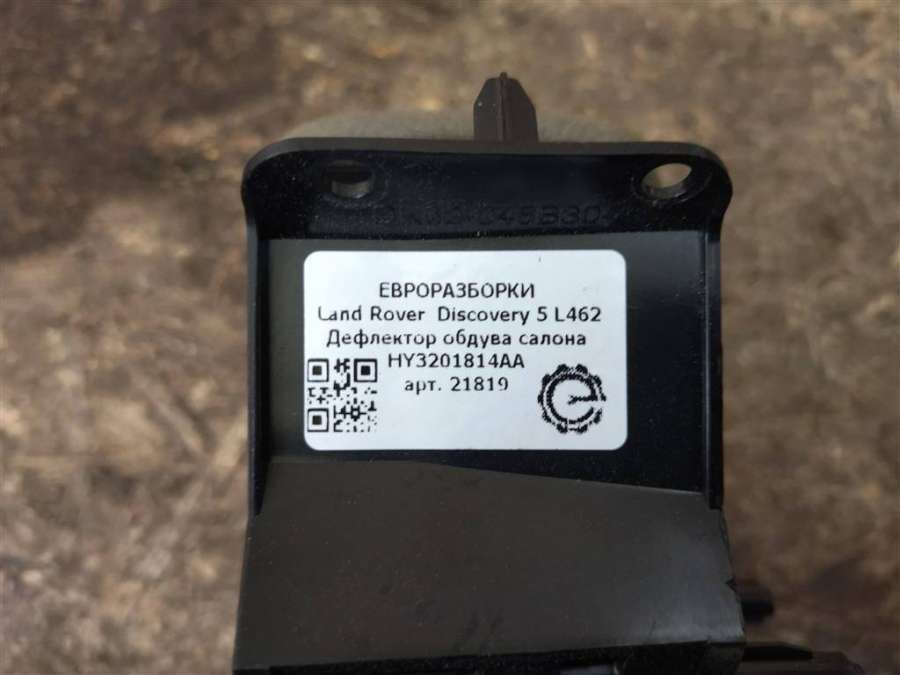 ЕВРОРАЗБОРКИ
Land Rover Discovery 5 L462
Дефлектор обдува салона
HY3201814AA
арт. 21819